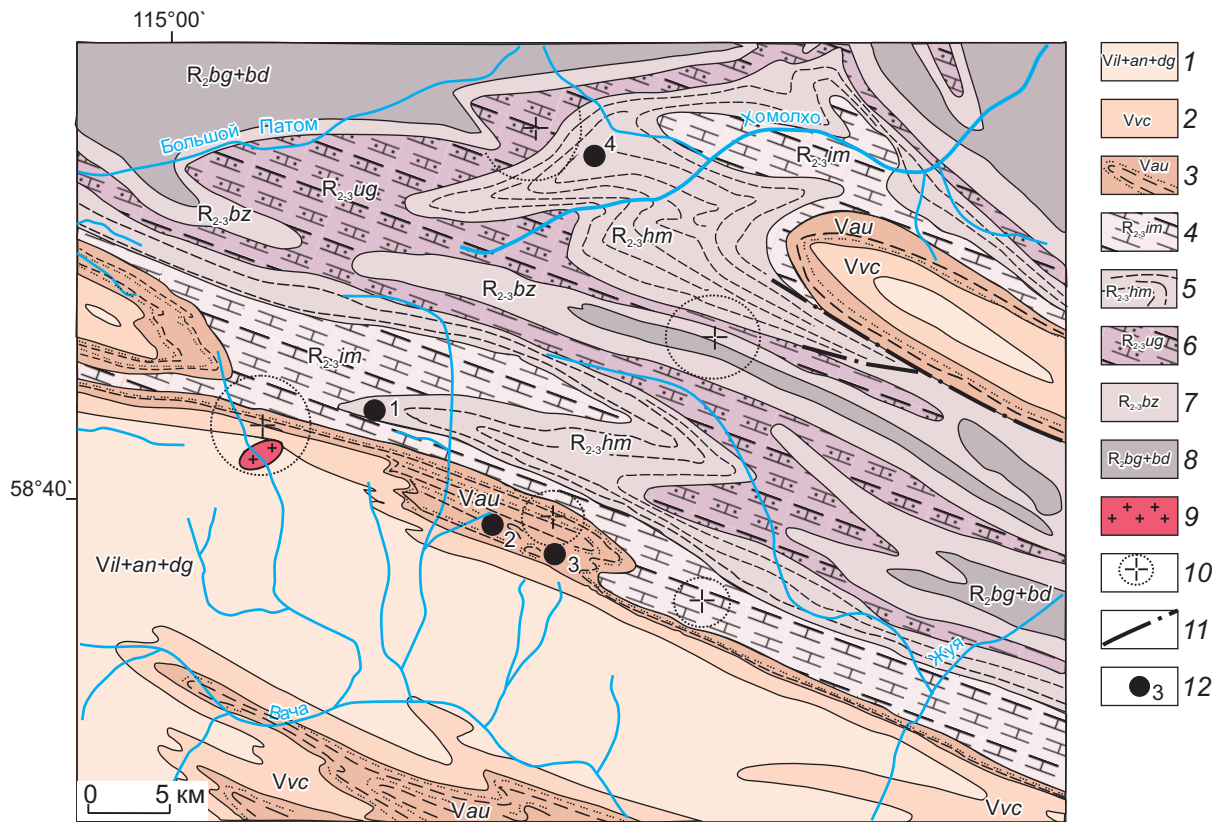 115°00`
R₂bg+bd
Большой Патом
Хомолхо
4
R₂₋₃im
R₂₋₃ug
R₂₋₃bz
R₂₋₃hm
Vau
Vvc
R₂₋₃bz
R₂₋₃im
1
R₂₋₃hm
58°40`
Vau
2
3
Vil+an+dg
R₂bg+bd
Жуя
Вача
Vvc
Vau
Vvc
0 5 км
Vil+an+dg 1
Vvc 2
Vau 3
R₂₋₃im 4
R₂₋₃hm 5
R₂₋₃ug 6
R₂₋₃bz 7
R₂bg+bd 8
9
10
11
3 12